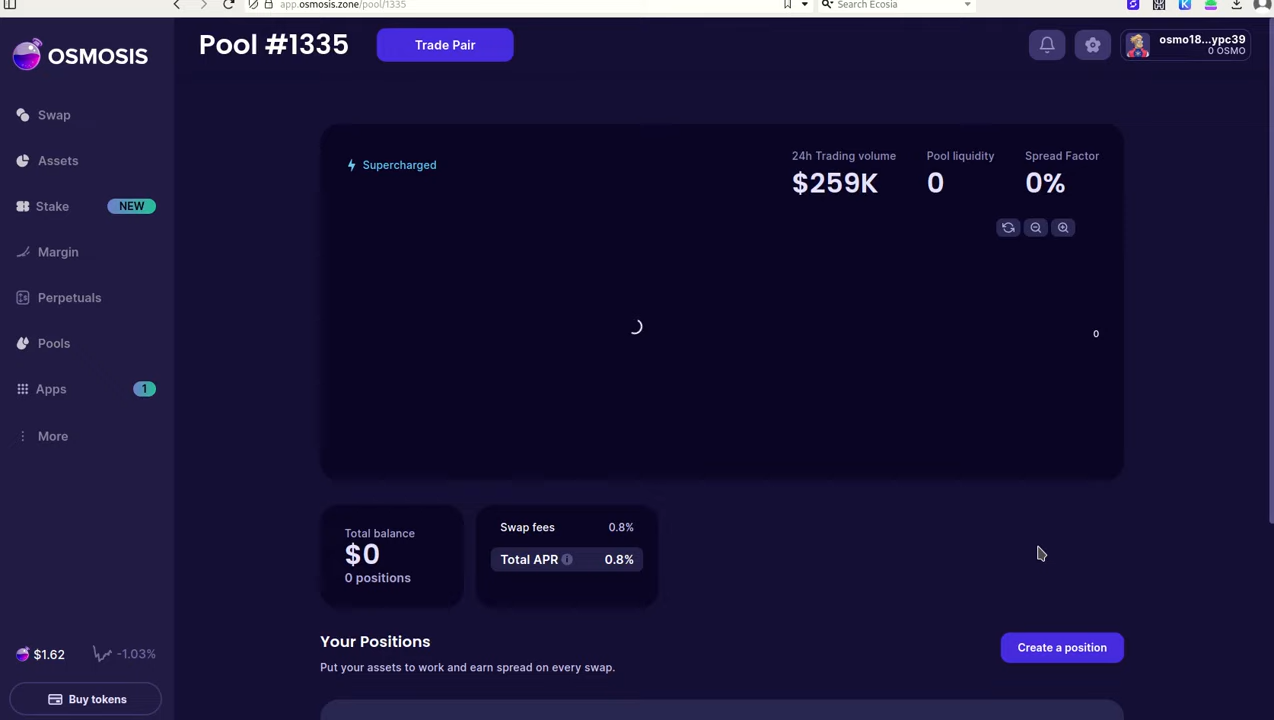 app.osmosis.zone/pool/1335
Search Ecosia
OSMOSIS
Pool #1335
Trade Pair
osmo18...ypc39
0 OSMO
Swap
Assets
Stake
NEW
Margin
Perpetuals
Pools
Apps
1
More
Supercharged
24h Trading volume
Pool liquidity
Spread Factor
$259K
0
0%
0
Total balance
$0
0 positions
Swap fees
0.8%
Total APR
0.8%
Your Positions
Put your assets to work and earn spread on every swap.
Create a position
$1.62
-1.03%
Buy tokens